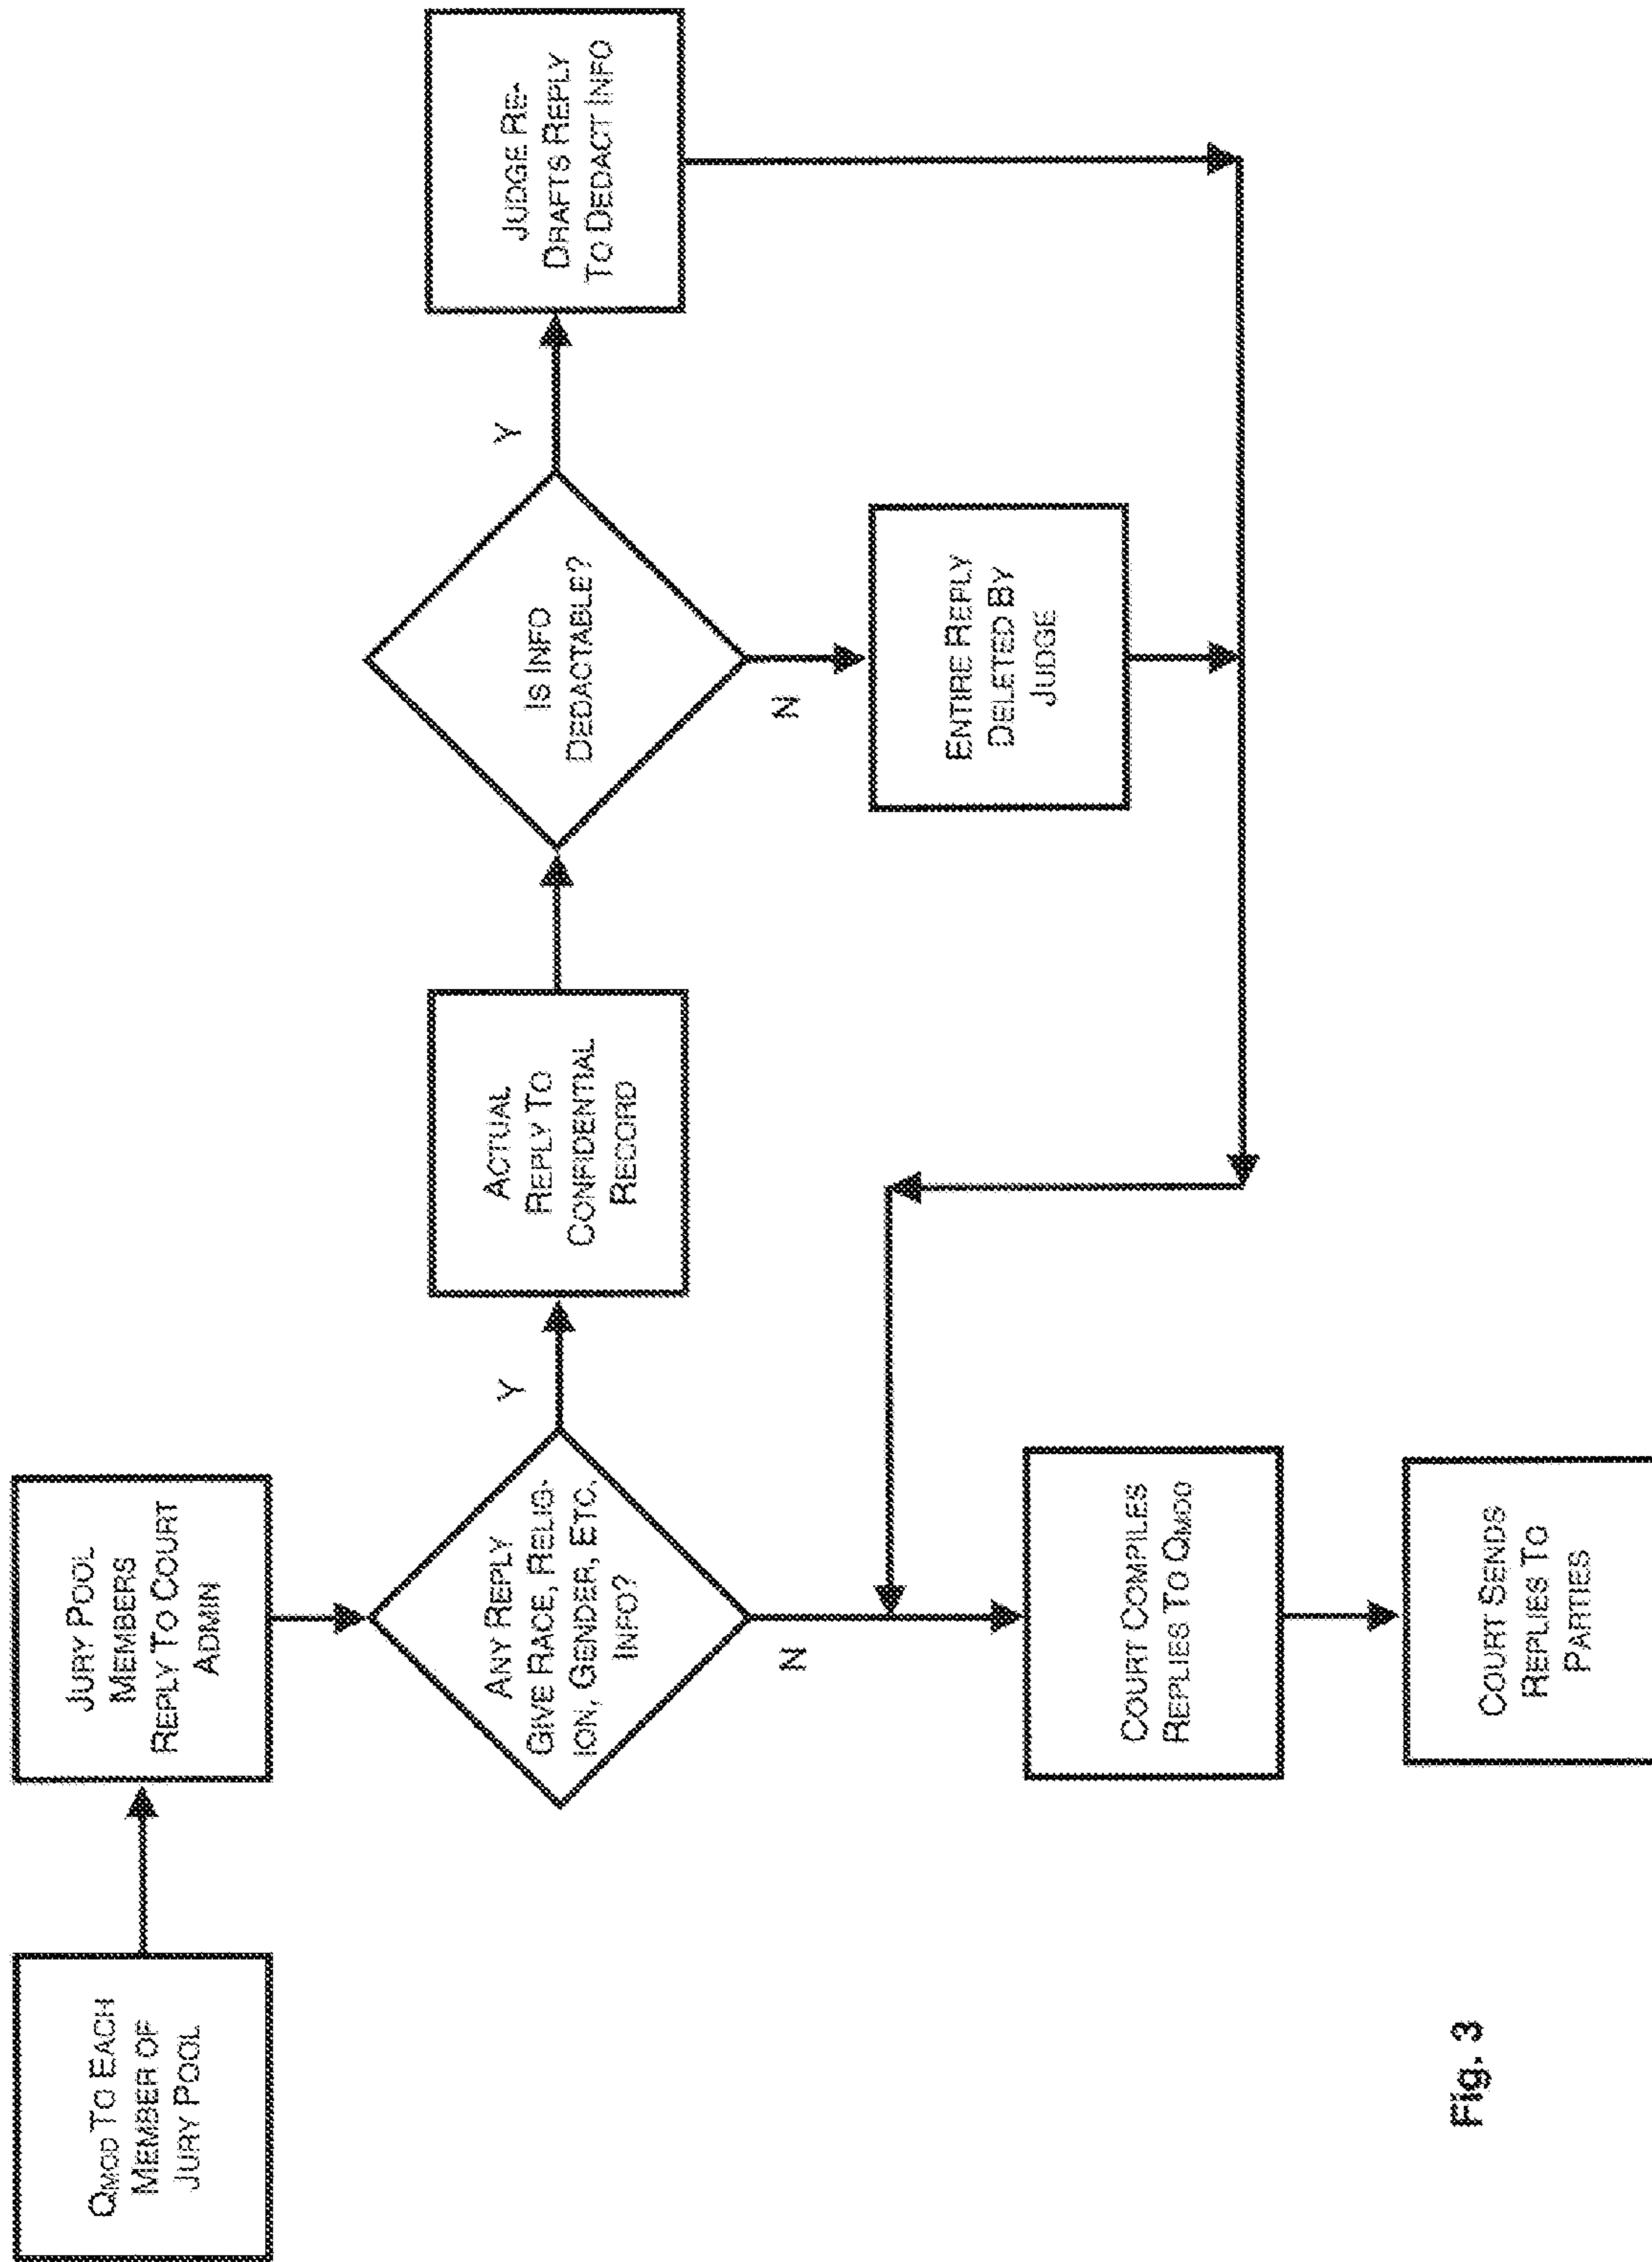 QMOD TO EACH
MEMBER OF
JURY POOL
JURY POOL
MEMBERS
REPLY TO COURT
ADMIN
ANY REPLY
GIVE RACE, RELIG-
ION, GENDER, ETC.
INFO?
Y
N
ACTUAL
REPLY TO
CONFIDENTIAL
RECORD
IS INFO
DEDACTABLE?
Y
N
JUDGE RE-
DRAFTS REPLY
TO DEDACT INFO
ENTIRE REPLY
DELETED BY
JUDGE
COURT COMPILES
REPLIES TO QMOD
COURT SENDS
REPLIES TO
PARTIES
Fig. 3